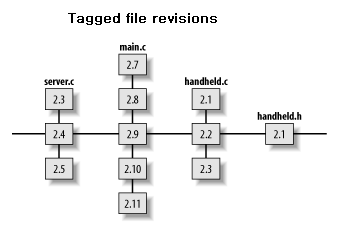 Tagged file revisions
main.c
2.7
server.c
handheld.c
2.3
2.8
2.1
handheld.h
2.4
2.9
2.2
2.1
2.5
2.10
2.3
2.11